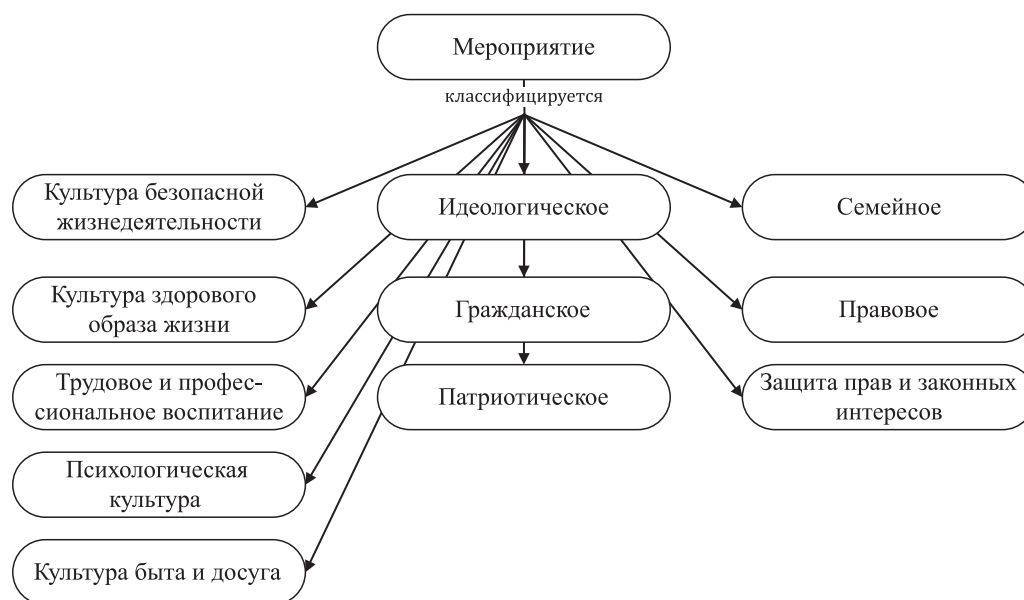 Мероприятие
классифицируется
Культура безопасной
жизнедеятельности
Идеологическое
Семейное
Культура здорового
образа жизни
Гражданское
Правовое
Трудовое и профес-
сиональное воспитание
Патриотическое
Защита прав и законных
интересов
Психологическая
культура
Культура быта и досуга